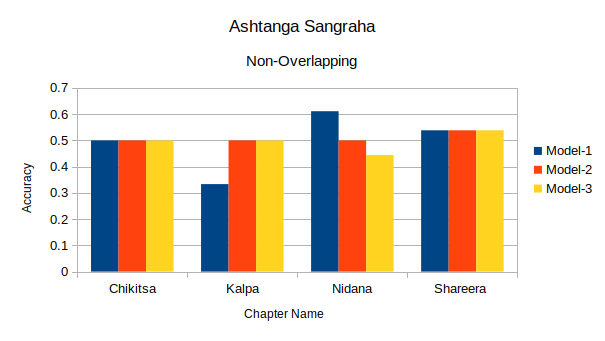 Ashtanga Sangraha
Non-Overlapping
0.7
0.6
0.5
0.4
0.3
0.2
0.1
0
Accuracy
Chikitsa Kalpa Nidana Shareera
Chapter Name
Model-1
Model-2
Model-3